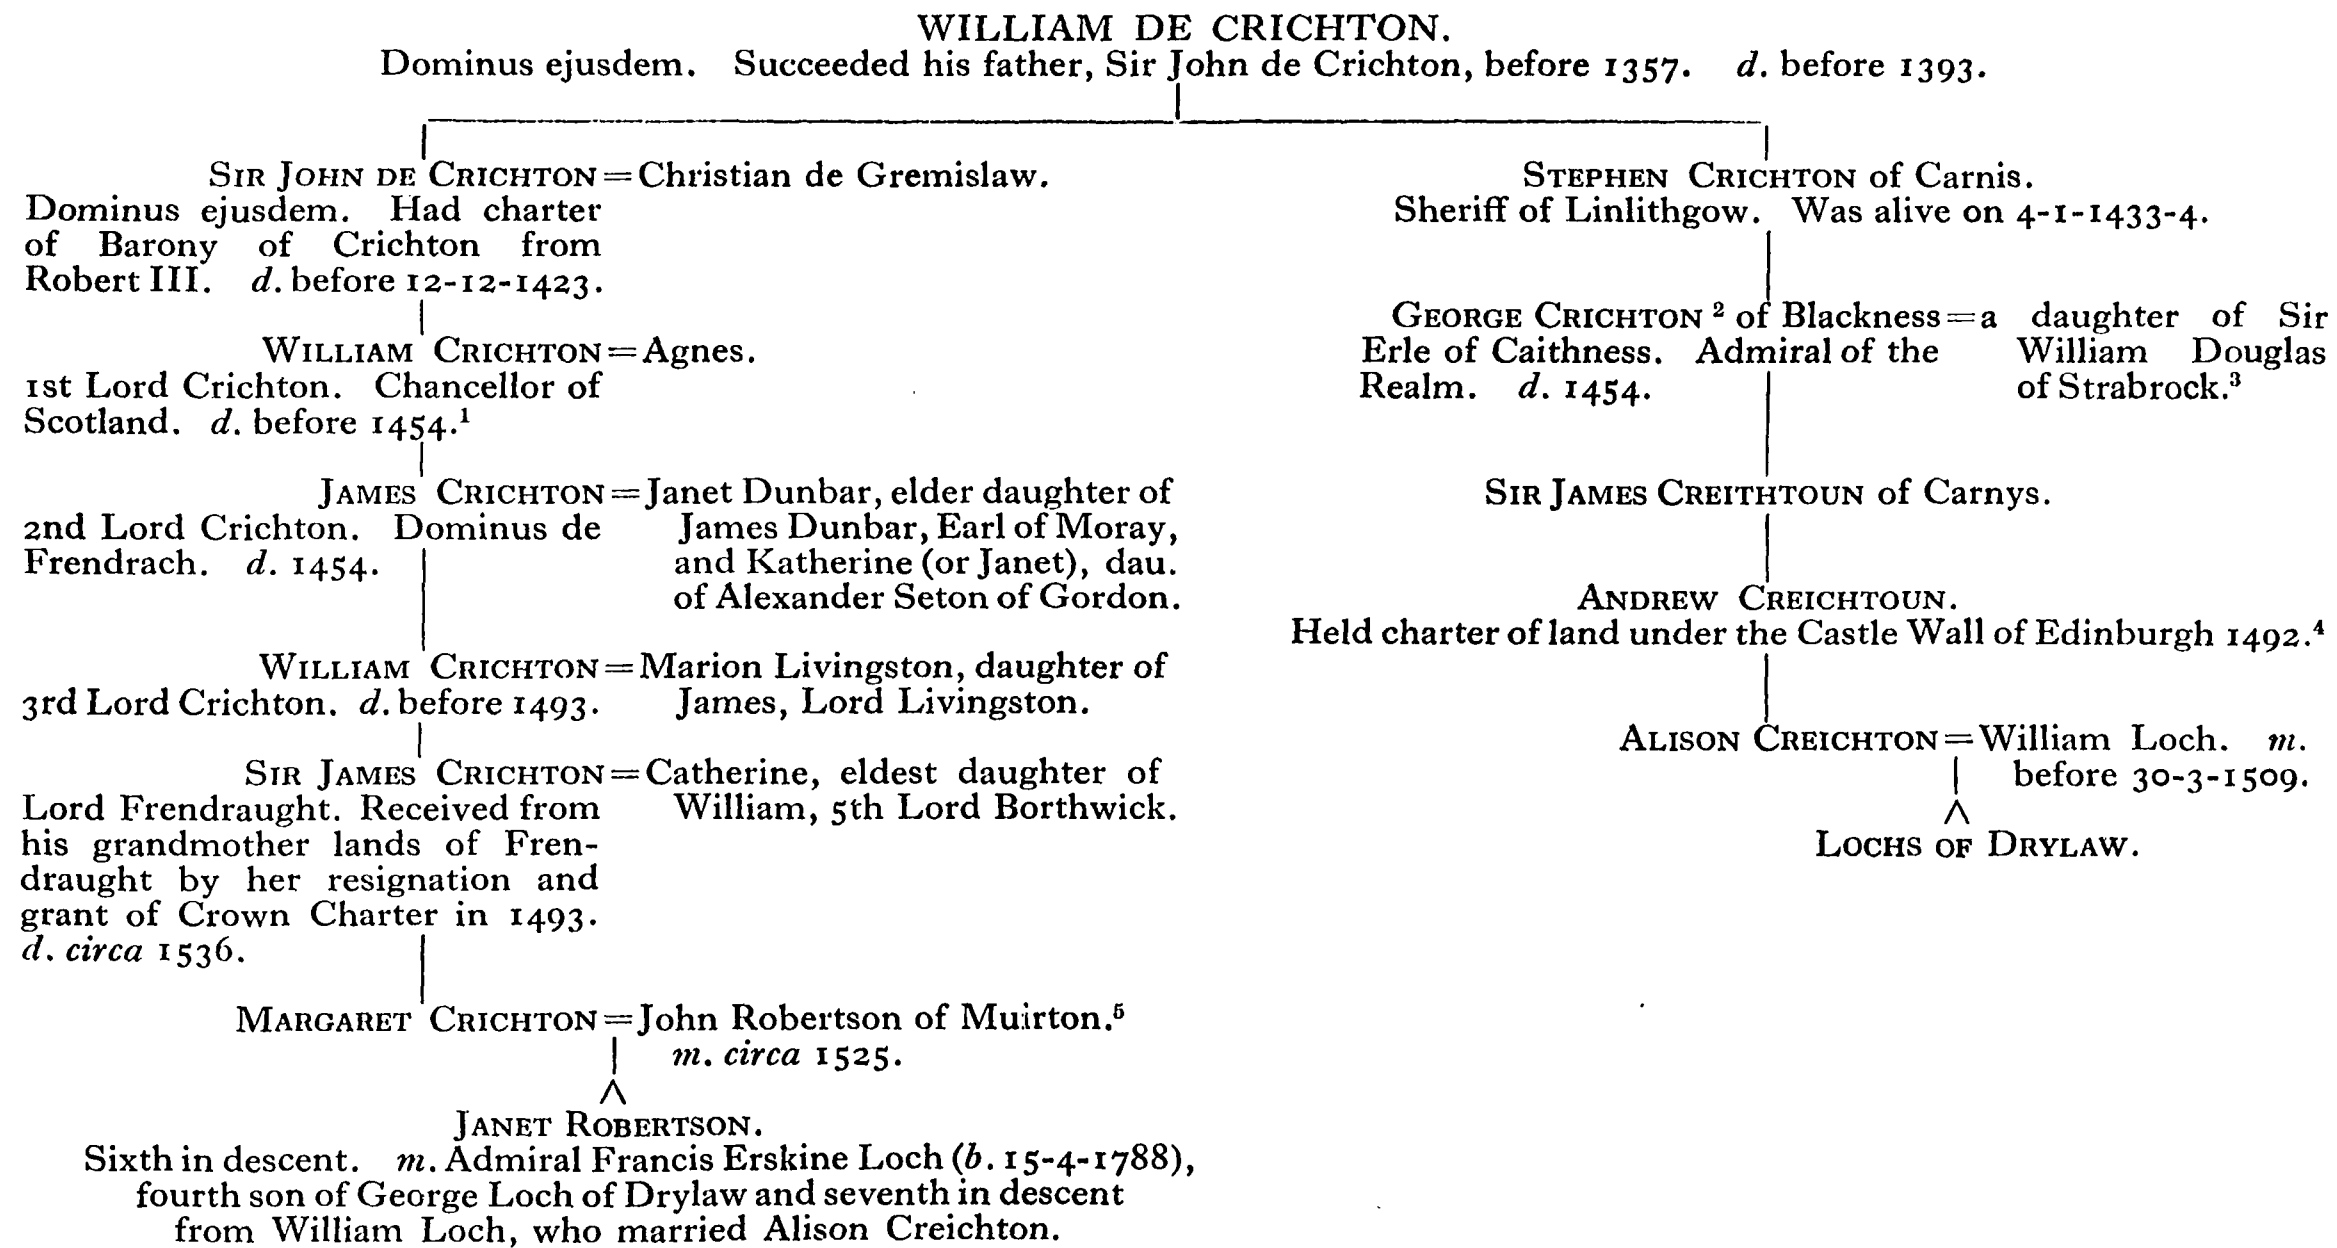 WILLIAM DE CRICHTON.
Dominus ejusdem. Succeeded his father, Sir John de Crichton, before 1357. d. before 1393.
SIR JOHN DE CRICHTON=Christian de Gremislaw.
Dominus ejusdem. Had charter
of Barony of Crichton from
Robert III. d. before 12-12-1423.
WILLIAM CRICHTON=Agnes.
1st Lord Crichton. Chancellor of
Scotland. d. before 1454.¹
JAMES CRICHTON=Janet Dunbar, elder daughter of
2nd Lord Crichton. Dominus de James Dunbar, Earl of Moray,
Frendrach. d. 1454. and Katherine (or Janet), dau.
of Alexander Seton of Gordon.
WILLIAM CRICHTON=Marion Livingston, daughter of
3rd Lord Crichton. d. before 1493. James, Lord Livingston.
SIR JAMES CRICHTON=Catherine, eldest daughter of
Lord Frendraught. Received from William, 5th Lord Borthwick.
his grandmother lands of Fren-
draught by her resignation and
grant of Crown Charter in 1493.
d. circa 1536.
MARGARET CRICHTON=John Robertson of Muirton.⁵
m. circa 1525.
JANET ROBERTSON.
Sixth in descent. m. Admiral Francis Erskine Loch (b. 15-4-1788),
fourth son of George Loch of Drylaw and seventh in descent
from William Loch, who married Alison Creichton.
STEPHEN CRICHTON of Carnis.
Sheriff of Linlithgow. Was alive on 4-1-1433-4.
GEORGE CRICHTON ² of Blackness=a daughter of Sir
Erle of Caithness. Admiral of the William Douglas
Realm. d. 1454. of Strabrock.³
SIR JAMES CREITHTOUN of Carnys.
ANDREW CREICHTOUN.
Held charter of land under the Castle Wall of Edinburgh 1492.⁴
ALISON CREICHTON=William Loch. m.
before 30-3-1509.
LOCHS OF DRYLAW.